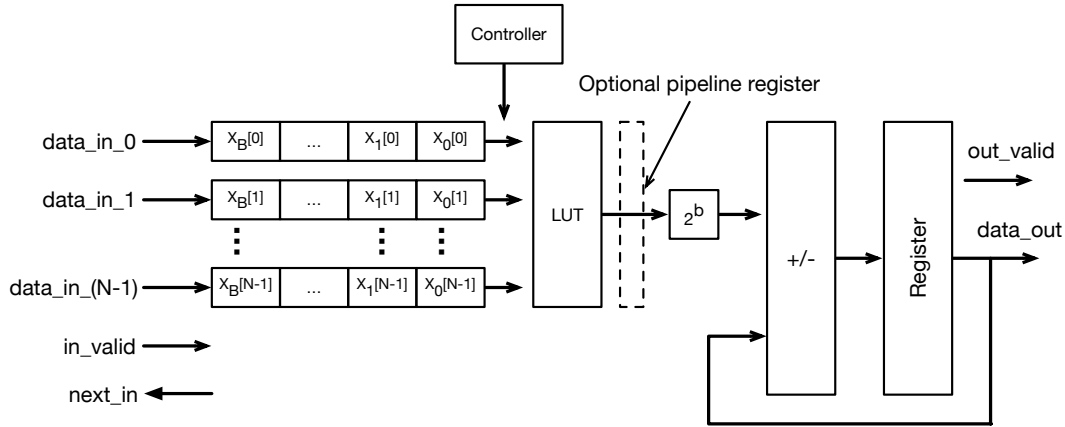 Controller
Optional pipeline register
data_in_0 X_B[0] ... X_1[0] X_0[0]
out_valid
data_in_1 X_B[1] ... X_1[1] X_0[1]
LUT
2^b
+/-
Register
data_out
data_in_(N-1) X_B[N-1] ... X_1[N-1] X_0[N-1]
in_valid
next_in